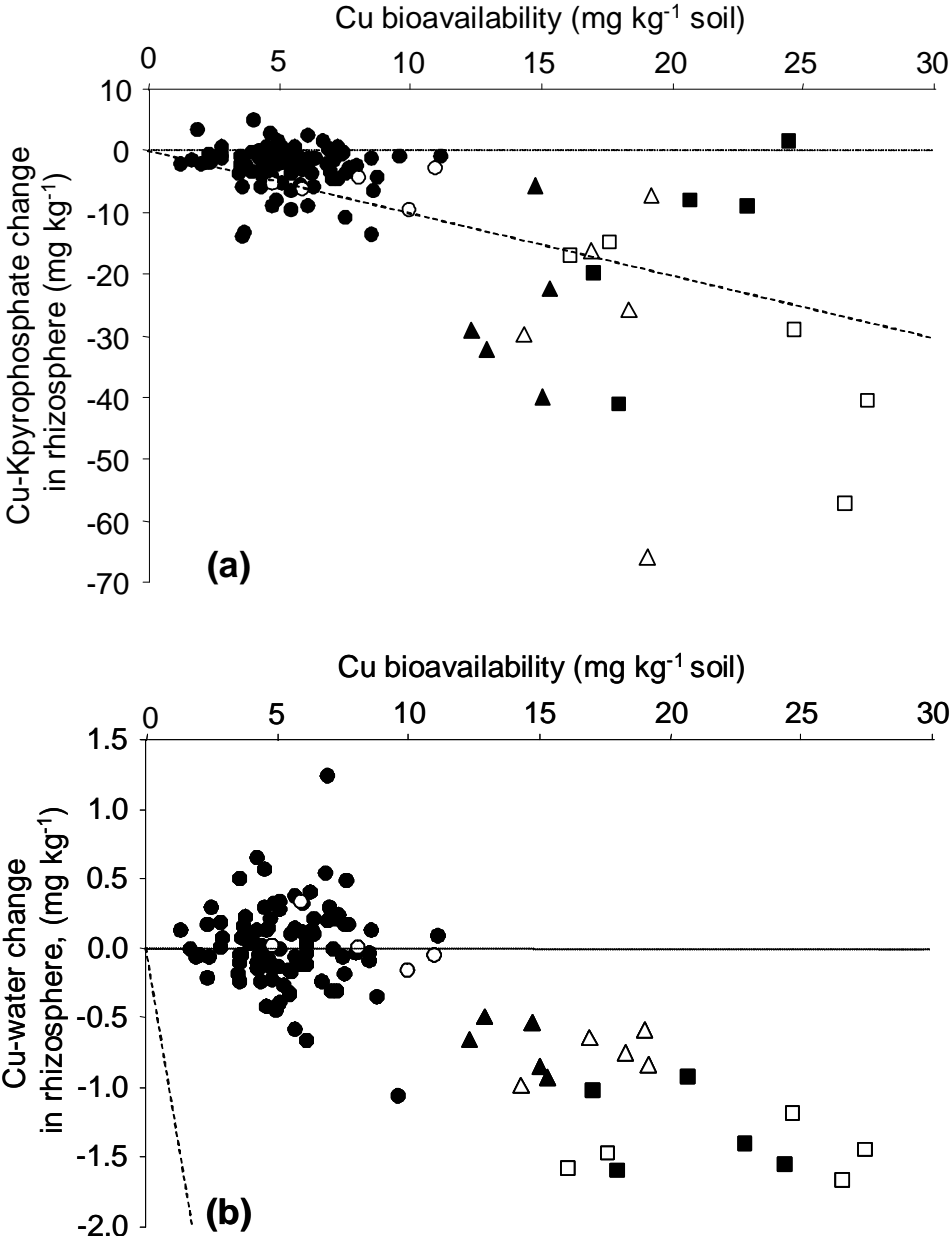 Cu bioavailability (mg kg-1 soil)
0 5 10 15 20 25 30
10
0
-10
-20
-30
-40
-50
-60
-70
Cu-Kpyrophosphate change
in rhizosphere (mg kg-1)
(a)
Cu bioavailability (mg kg-1 soil)
0 5 10 15 20 25 30
1.5
1.0
0.5
0.0
-0.5
-1.0
-1.5
-2.0
Cu-water change
in rhizosphere, (mg kg-1)
(b)